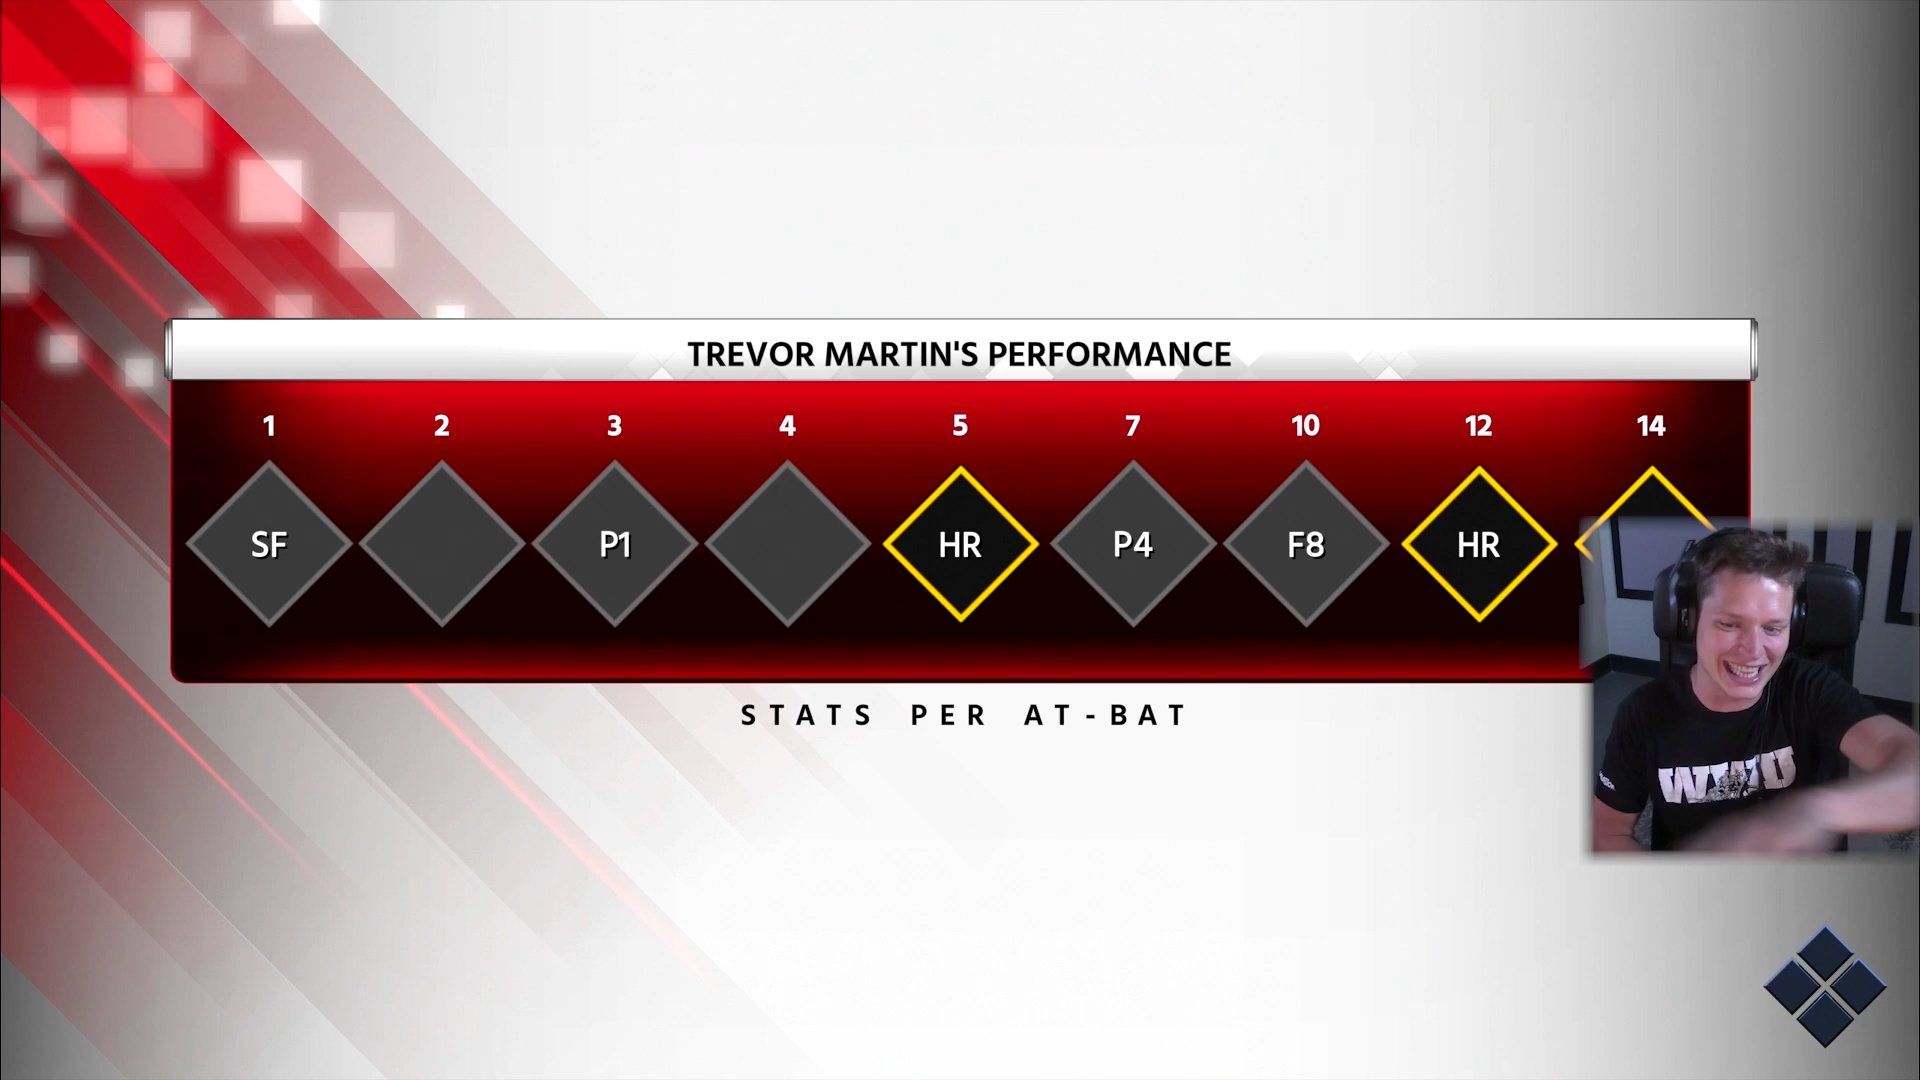 TREVOR MARTIN'S PERFORMANCE
1 2 3 4 5 7 10 12 14
SF P1 HR P4 F8 HR
STATS PER AT-BAT